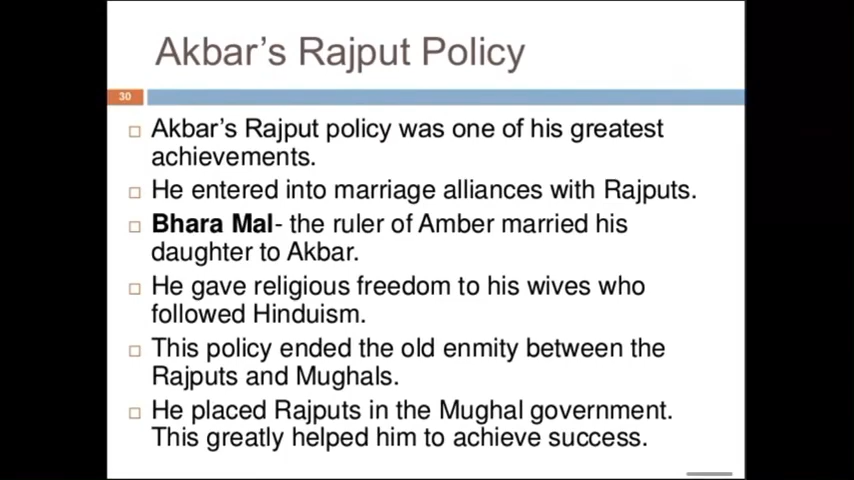 Akbar's Rajput Policy
30
Akbar's Rajput policy was one of his greatest
achievements.
He entered into marriage alliances with Rajputs.
Bhara Mal- the ruler of Amber married his
daughter to Akbar.
He gave religious freedom to his wives who
followed Hinduism.
This policy ended the old enmity between the
Rajputs and Mughals.
He placed Rajputs in the Mughal government.
This greatly helped him to achieve success.